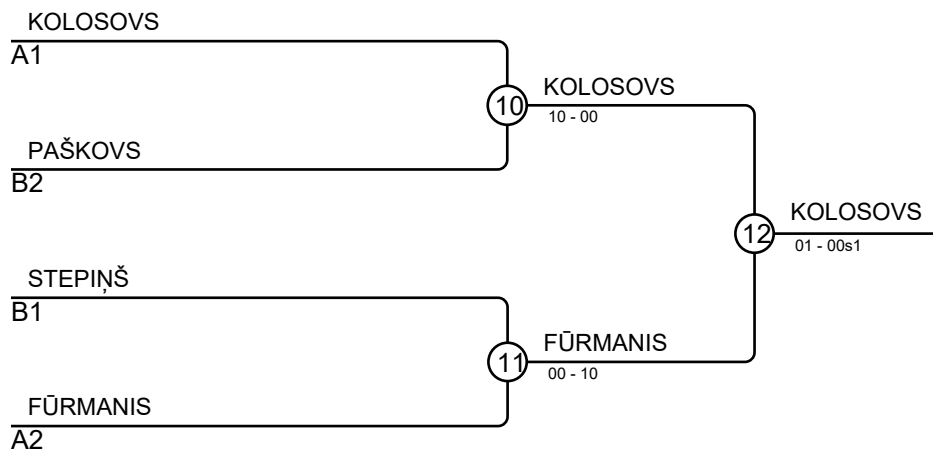 KOLOSOVS
A1
10
KOLOSOVS
10 - 00
PAŠKOVS
B2
12
KOLOSOVS
01 - 00s1
STEPIŅŠ
B1
11
FŪRMANIS
00 - 10
FŪRMANIS
A2